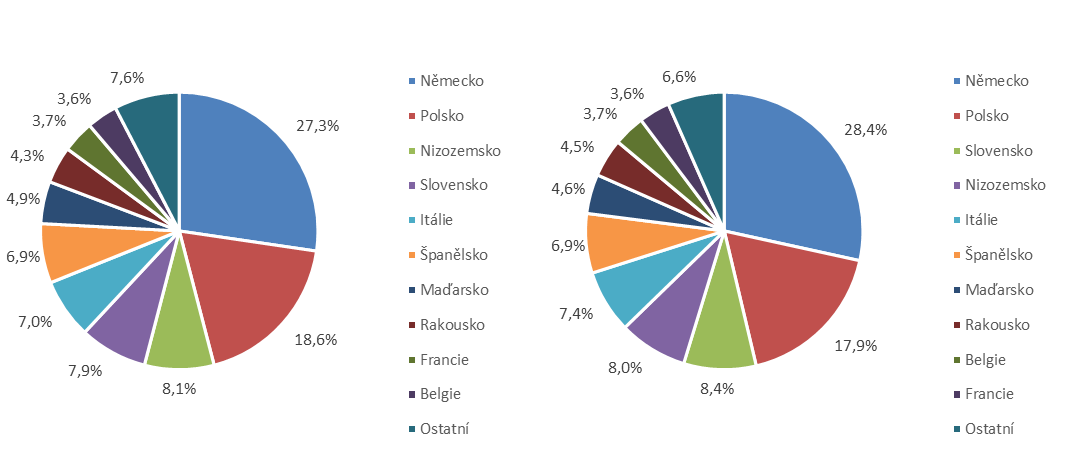 27,3%
18,6%
8,1%
7,9%
7,0%
6,9%
4,9%
4,3%
3,7%
3,6%
7,6%
Německo
Polsko
Nizozemsko
Slovensko
Itálie
Španělsko
Maďarsko
Rakousko
Francie
Belgie
Ostatní
28,4%
17,9%
8,4%
8,0%
7,4%
6,9%
4,6%
4,5%
3,7%
3,6%
6,6%
Německo
Polsko
Slovensko
Nizozemsko
Itálie
Španělsko
Maďarsko
Rakousko
Belgie
Francie
Ostatní